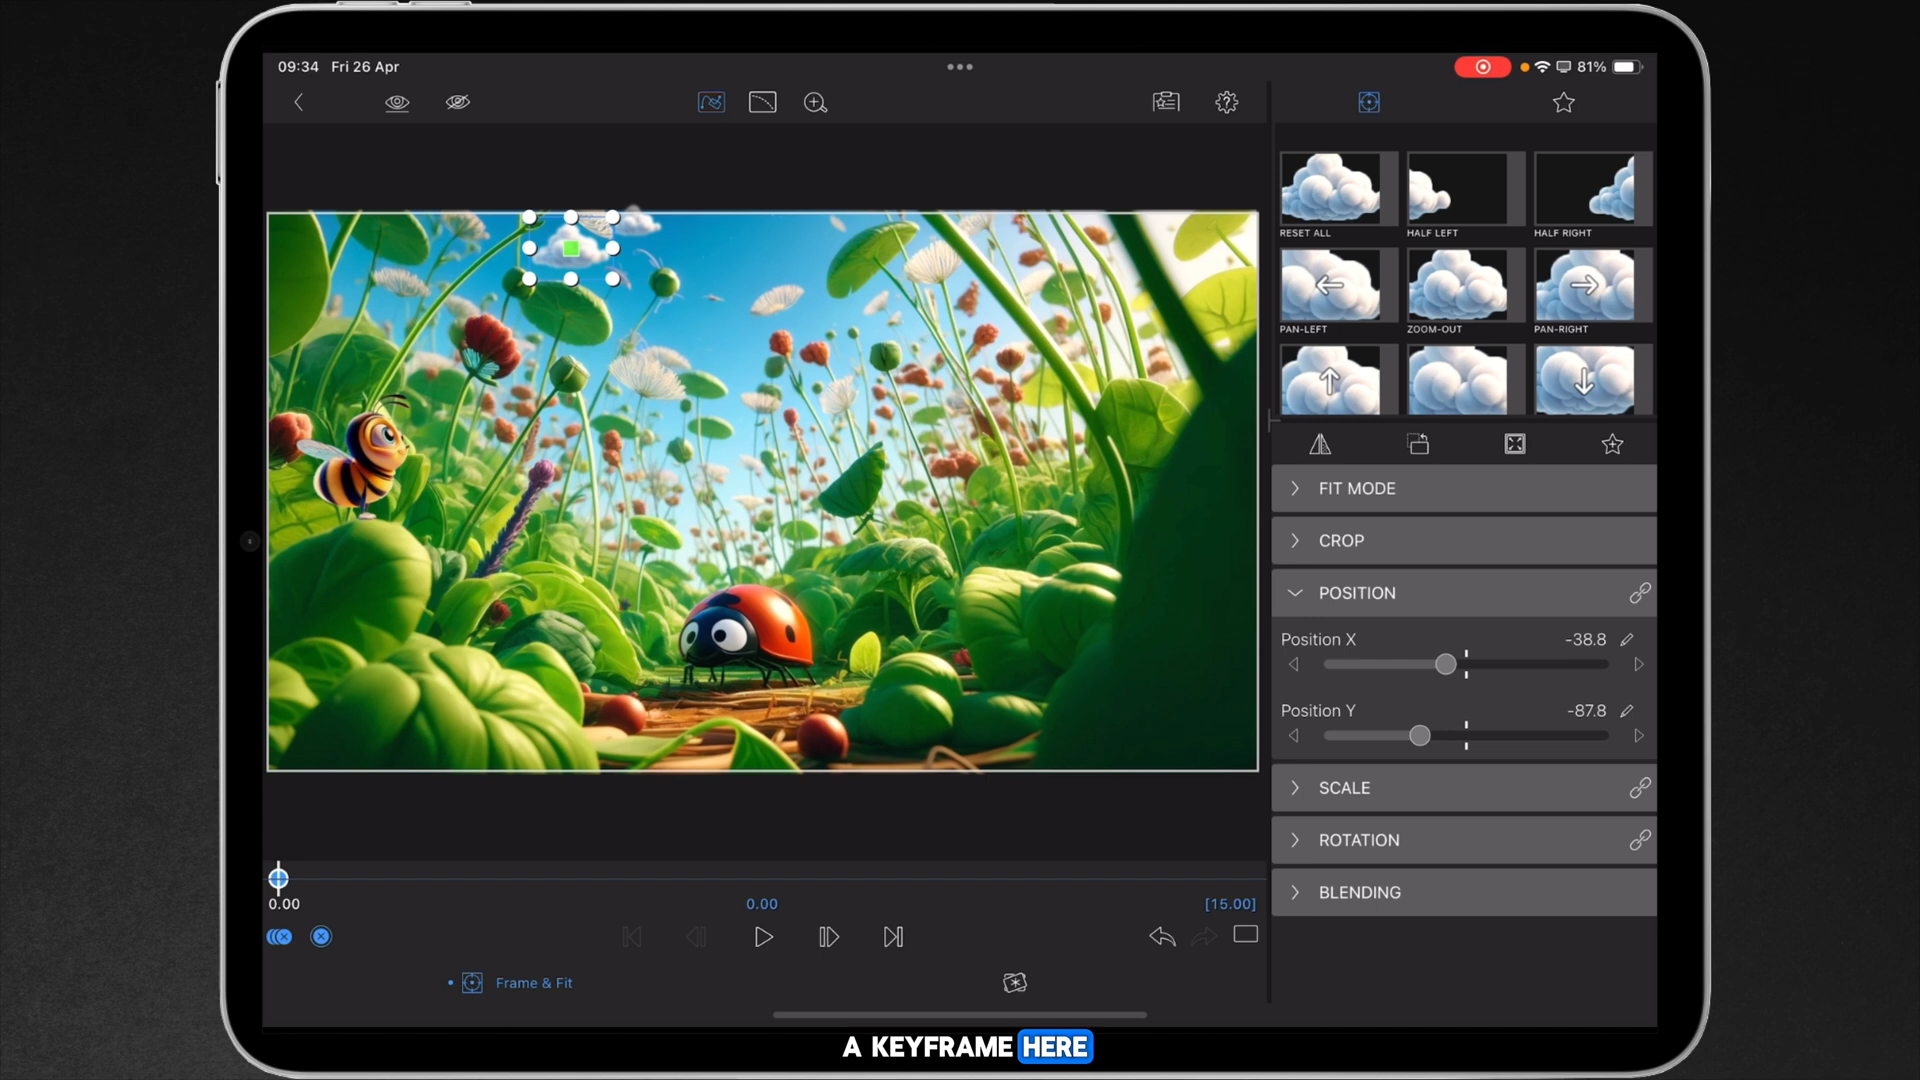 09:34 Fri 26 Apr
81%
RESET ALL
HALF LEFT
HALF RIGHT
PAN-LEFT
ZOOM-OUT
PAN-RIGHT
FIT MODE
CROP
POSITION
Position X -38.8
Position Y -87.8
SCALE
ROTATION
BLENDING
0.00
0.00
[15.00]
Frame & Fit
A KEYFRAME HERE